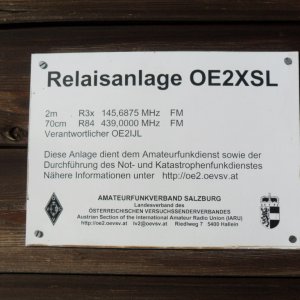 Relaisanlage OE2XSL
2m R3x 145,6875 MHz FM
70cm R84 439,0000 MHz FM
Verantwortlicher OE2IJL
Diese Anlage dient dem Amateurfunkdienst sowie der
Durchführung des Not- und Katastrophenfunkdienstes
Nähere Informationen unter http://oe2.oevsv.at
AMATEURFUNKVERBAND SALZBURG
Landesverband des
ÖSTERREICHISCHEN VERSUCHSSENDERVERBANDES
Austrian Section of the international Amateur Radio Union (IARU)
http://oe2.oevsv.at lv2@oevsv.at Riedlweg 7 5400 Hallein